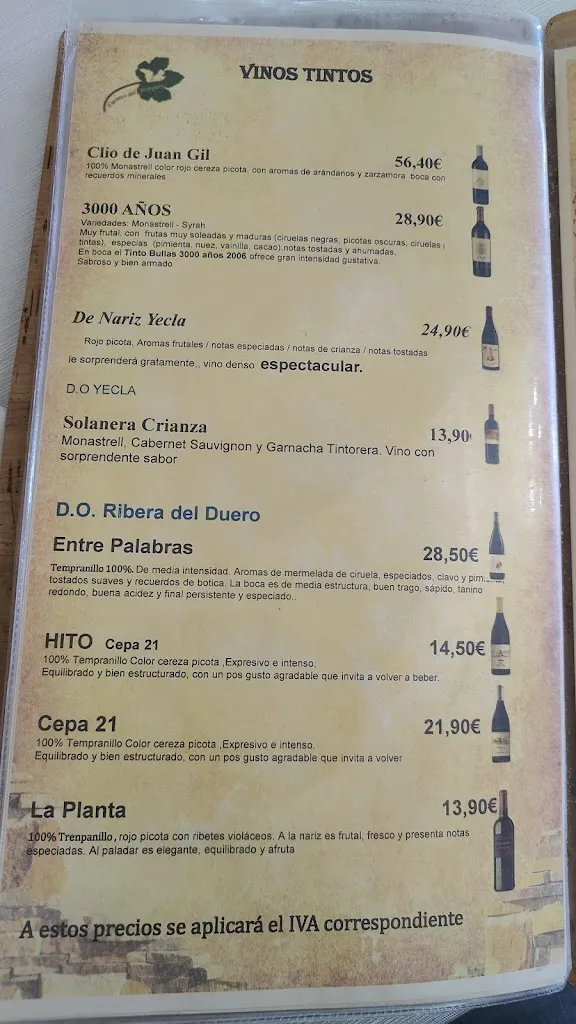 VINOS TINTOS
Clio de Juan Gil 56,40€
100% Monastrell color rojo cereza picota, con aromas de arándanos y zarzamora boca con
recuerdos minerales
3000 AÑOS 28,90€
Variedades: Monastrell - Syrah
Muy frutal. con frutas muy soleadas y maduras (ciruelas negras, picotas oscuras, ciruelas
tintas), especias (pimienta, nuez, vainilla, cacao).notas tostadas y ahumadas,
En boca el Tinto Bullas 3000 años 2006 ofrece gran intensidad gustativa.
Sabroso y bien armado
De Nariz Yecla 24,90€
Rojo picota, Aromas frutales / notas especiadas / notas de crianza / notas tostadas
le sorprenderá gratamente,, vino denso espectacular.
D.O YECLA
Solanera Crianza 13,90
Monastrell, Cabernet Sauvignon y Garnacha Tintorera. Vino con
sorprendente sabor
D.O. Ribera del Duero
Entre Palabras 28,50€
Tempranillo 100%. De media intensidad. Aromas de mermelada de ciruela, especiados, clavo y pim
tostados suaves y recuerdos de botica. La boca es de media estructura, buen trago, sápido, tanino
redondo, buena acidez y final persistente y especiado..
HITO Cepa 21 14,50€
100% Tempranillo Color cereza picota ,Expresivo e intenso,
Equilibrado y bien estructurado, con un pos gusto agradable que invita a volver a beber.
Cepa 21 21,90€
100% Tempranillo Color cereza picota ,Expresivo e intenso,
Equilibrado y bien estructurado, con un pos gusto agradable que invita a volver
La Planta 13,90€
100% Trenpanillo, rojo picota con ribetes violáceos. A la nariz es frutal, fresco y presenta notas
especiadas. Al paladar es elegante, equilibrado y afruta
A estos precios se aplicará el IVA correspondiente